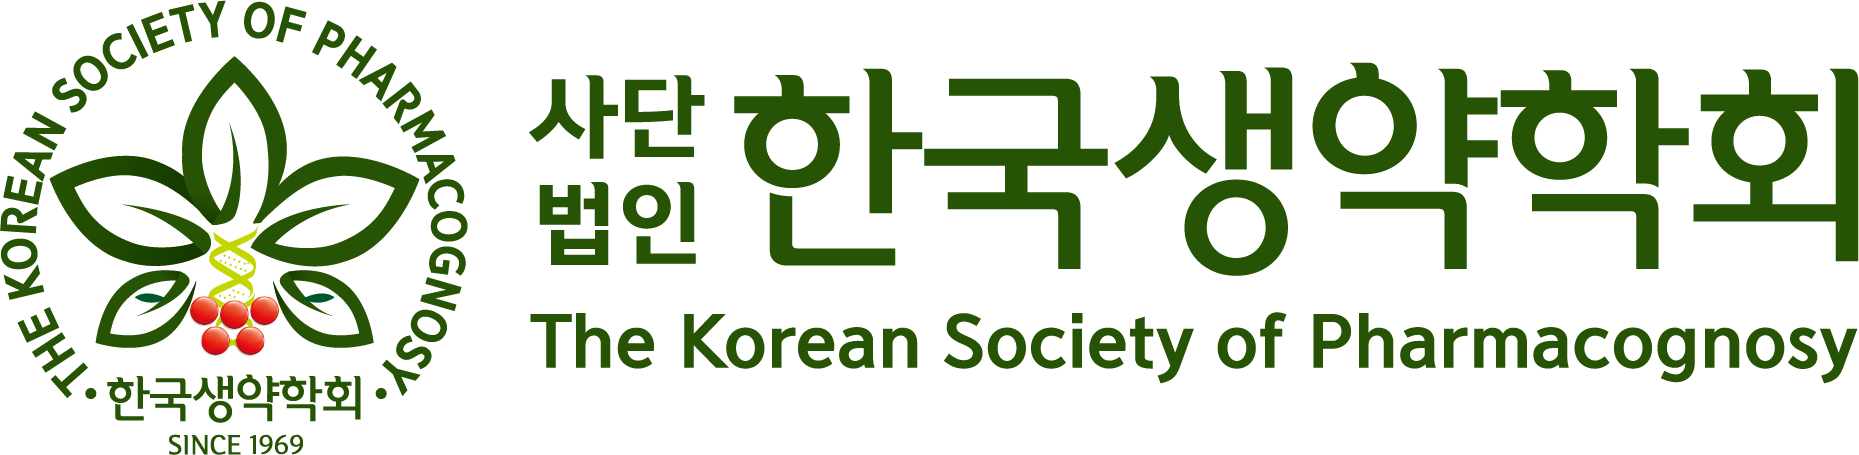 THE KOREAN SOCIETY OF PHARMACOGNOSY
• 한국생약학회 •
SINCE 1969
사단
법인
한국생약학회
The Korean Society of Pharmacognosy